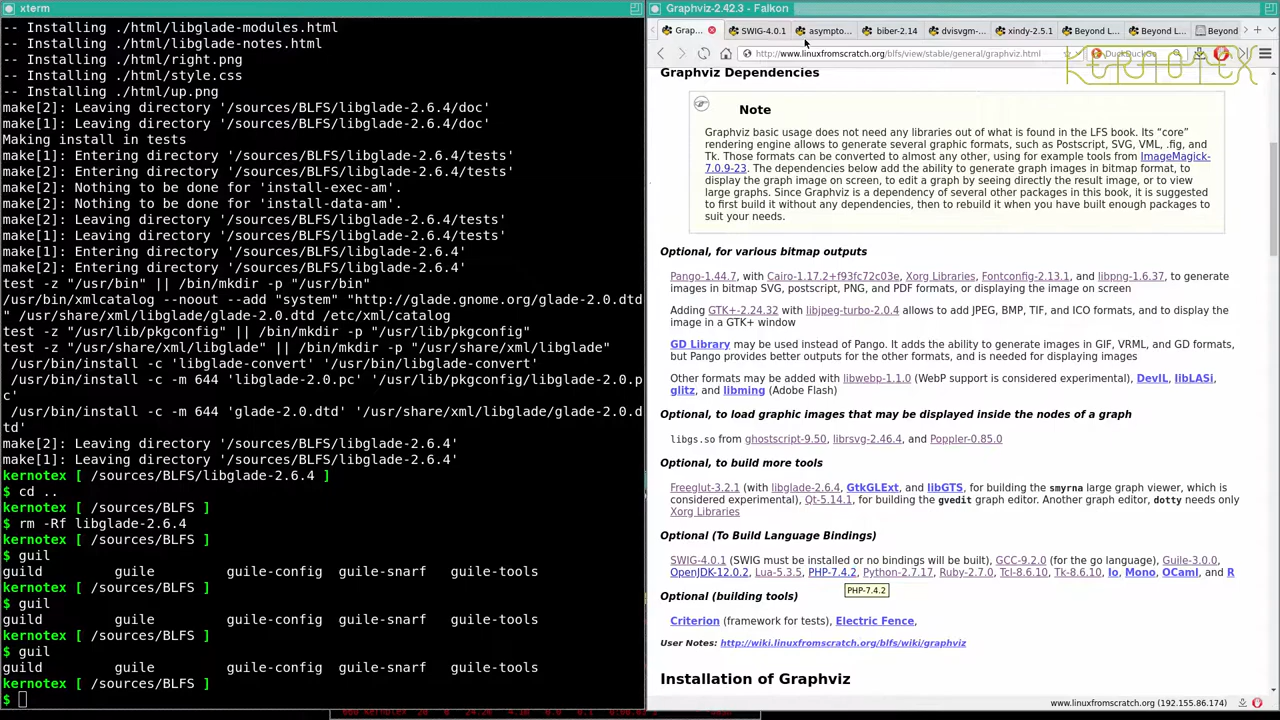 xterm
-- Installing ./html/libglade-modules.html
-- Installing ./html/libglade-notes.html
-- Installing ./html/right.png
-- Installing ./html/style.css
-- Installing ./html/up.png
make[2]: Leaving directory '/sources/BLFS/libglade-2.6.4/doc'
make[1]: Leaving directory '/sources/BLFS/libglade-2.6.4/doc'
Making install in tests
make[1]: Entering directory '/sources/BLFS/libglade-2.6.4/tests'
make[2]: Entering directory '/sources/BLFS/libglade-2.6.4/tests'
make[2]: Nothing to be done for 'install-exec-am'.
make[2]: Nothing to be done for 'install-data-am'.
make[2]: Leaving directory '/sources/BLFS/libglade-2.6.4/tests'
make[1]: Leaving directory '/sources/BLFS/libglade-2.6.4/tests'
make[1]: Entering directory '/sources/BLFS/libglade-2.6.4'
make[2]: Entering directory '/sources/BLFS/libglade-2.6.4'
test -z "/usr/bin" || /bin/mkdir -p "/usr/bin"
/usr/bin/xmlcatalog --noout --add "system" "http://glade.gnome.org/glade-2.0.dtd
" /usr/share/xml/libglade/glade-2.0.dtd /etc/xml/catalog
test -z "/usr/lib/pkgconfig" || /bin/mkdir -p "/usr/lib/pkgconfig"
test -z "/usr/share/xml/libglade" || /bin/mkdir -p "/usr/share/xml/libglade"
/usr/bin/install -c 'libglade-convert' '/usr/bin/libglade-convert'
/usr/bin/install -c -m 644 'libglade-2.0.pc' '/usr/lib/pkgconfig/libglade-2.0.p
c'
/usr/bin/install -c -m 644 'glade-2.0.dtd' '/usr/share/xml/libglade/glade-2.0.d
td'
make[2]: Leaving directory '/sources/BLFS/libglade-2.6.4'
make[1]: Leaving directory '/sources/BLFS/libglade-2.6.4'
kernotex [ /sources/BLFS/libglade-2.6.4 ]
$ cd ..
kernotex [ /sources/BLFS ]
$ rm -Rf libglade-2.6.4
kernotex [ /sources/BLFS ]
$ guil
guild guile guile-config guile-snarf guile-tools
kernotex [ /sources/BLFS ]
$ guil
guild guile guile-config guile-snarf guile-tools
kernotex [ /sources/BLFS ]
$ guil
guild guile guile-config guile-snarf guile-tools
kernotex [ /sources/BLFS ]
$
Graphviz-2.42.3 - Falkon
Grap... SWIG-4.0.1 asympto... biber-2.14 dvisvgm-... xindy-2.5.1 Beyond L... Beyond L... Beyond
http://www.linuxfromscratch.org/blfs/view/stable/general/graphviz.html DuckDuckGo
KERNOTEX
Graphviz Dependencies
Note
Graphviz basic usage does not need any libraries out of what is found in the LFS book. Its “core”
rendering engine allows to generate several graphic formats, such as Postscript, SVG, VML, .fig, and
Tk. Those formats can be converted to almost any other, using for example tools from ImageMagick-
7.0.9-23. The dependencies below add the ability to generate graph images in bitmap format, to
display the graph image on screen, to edit a graph by seeing directly the result image, or to view
large graphs. Since Graphviz is a dependency of several other packages in this book, it is suggested
to first build it without any dependencies, then to rebuild it when you have built enough packages to
suit your needs.
Optional, for various bitmap outputs
Pango-1.44.7, with Cairo-1.17.2+f93fc72c03e, Xorg Libraries, Fontconfig-2.13.1, and libpng-1.6.37, to generate
images in bitmap SVG, postscript, PNG, and PDF formats, or displaying the image on screen
Adding GTK+-2.24.32 with libjpeg-turbo-2.0.4 allows to add JPEG, BMP, TIF, and ICO formats, and to display the
image in a GTK+ window
GD Library may be used instead of Pango. It adds the ability to generate images in GIF, VRML, and GD formats,
but Pango provides better outputs for the other formats, and is needed for displaying images
Other formats may be added with libwebp-1.1.0 (WebP support is considered experimental), DevIL, libLASi,
glitz, and libming (Adobe Flash)
Optional, to load graphic images that may be displayed inside the nodes of a graph
libgs.so from ghostscript-9.50, librsvg-2.46.4, and Poppler-0.85.0
Optional, to build more tools
Freeglut-3.2.1 (with libglade-2.6.4, GtkGLExt, and libGTS, for building the smyrna large graph viewer, which is
considered experimental), Qt-5.14.1, for building the gvedit graph editor. Another graph editor, dotty needs only
Xorg Libraries
Optional (To Build Language Bindings)
SWIG-4.0.1 (SWIG must be installed or no bindings will be built), GCC-9.2.0 (for the go language), Guile-3.0.0,
OpenJDK-12.0.2, Lua-5.3.5, PHP-7.4.2, Python-2.7.17, Ruby-2.7.0, Tcl-8.6.10, Tk-8.6.10, Io, Mono, OCaml, and R
PHP-7.4.2
Optional (building tools)
Criterion (framework for tests), Electric Fence,
User Notes: http://wiki.linuxfromscratch.org/blfs/wiki/graphviz
Installation of Graphviz
www.linuxfromscratch.org (192.155.86.174)